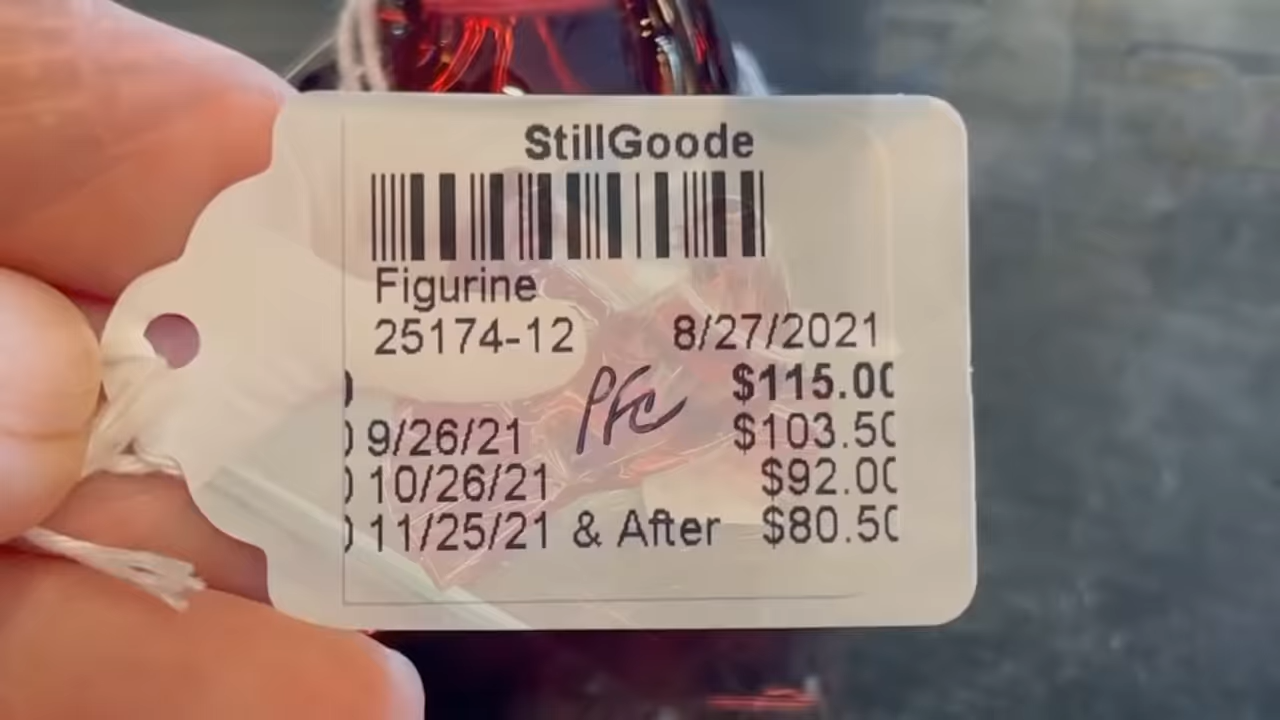 StillGoode
Figurine
25174-12 8/27/2021
PFC $115.00
9/26/21 $103.50
10/26/21 $92.00
11/25/21 & After $80.50